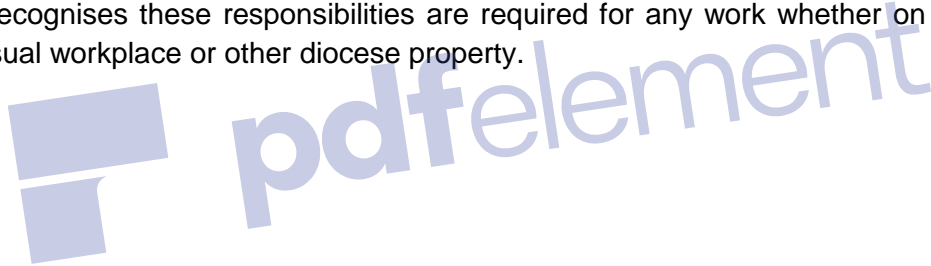 ecognises these responsibilities are required for any work whether on
sual workplace or other diocese property.
pdfelement